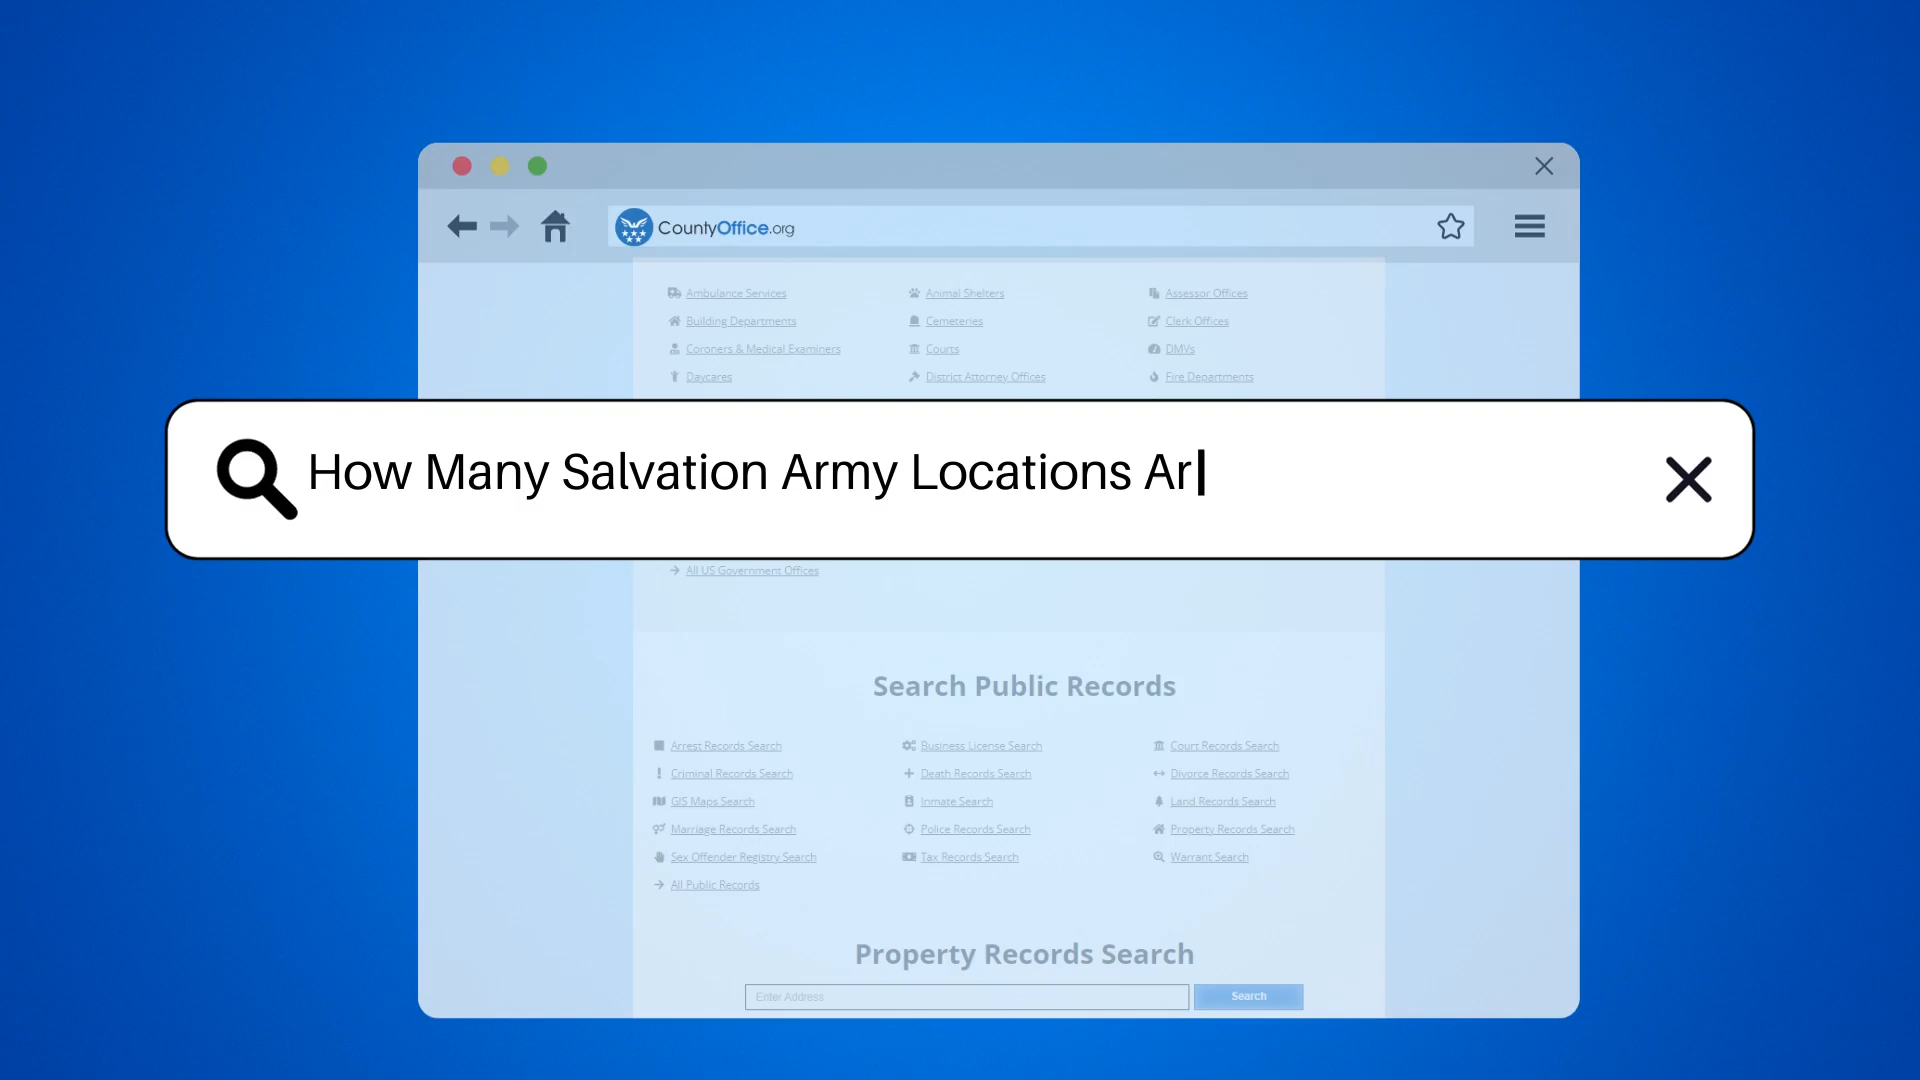 CountyOffice.org
Ambulance Services Animal Shelters Assessor Offices
Building Departments Cemeteries Clerk Offices
Coroners & Medical Examiners Courts DMVs
Daycares District Attorney Offices Fire Departments
How Many Salvation Army Locations Ar
All US Government Offices
Search Public Records
Arrest Records Search Business License Search Court Records Search
Criminal Records Search Death Records Search Divorce Records Search
GIS Maps Search Inmate Search Land Records Search
Marriage Records Search Police Records Search Property Records Search
Sex Offender Registry Search Tax Records Search Warrant Search
All Public Records
Property Records Search
Enter Address Search